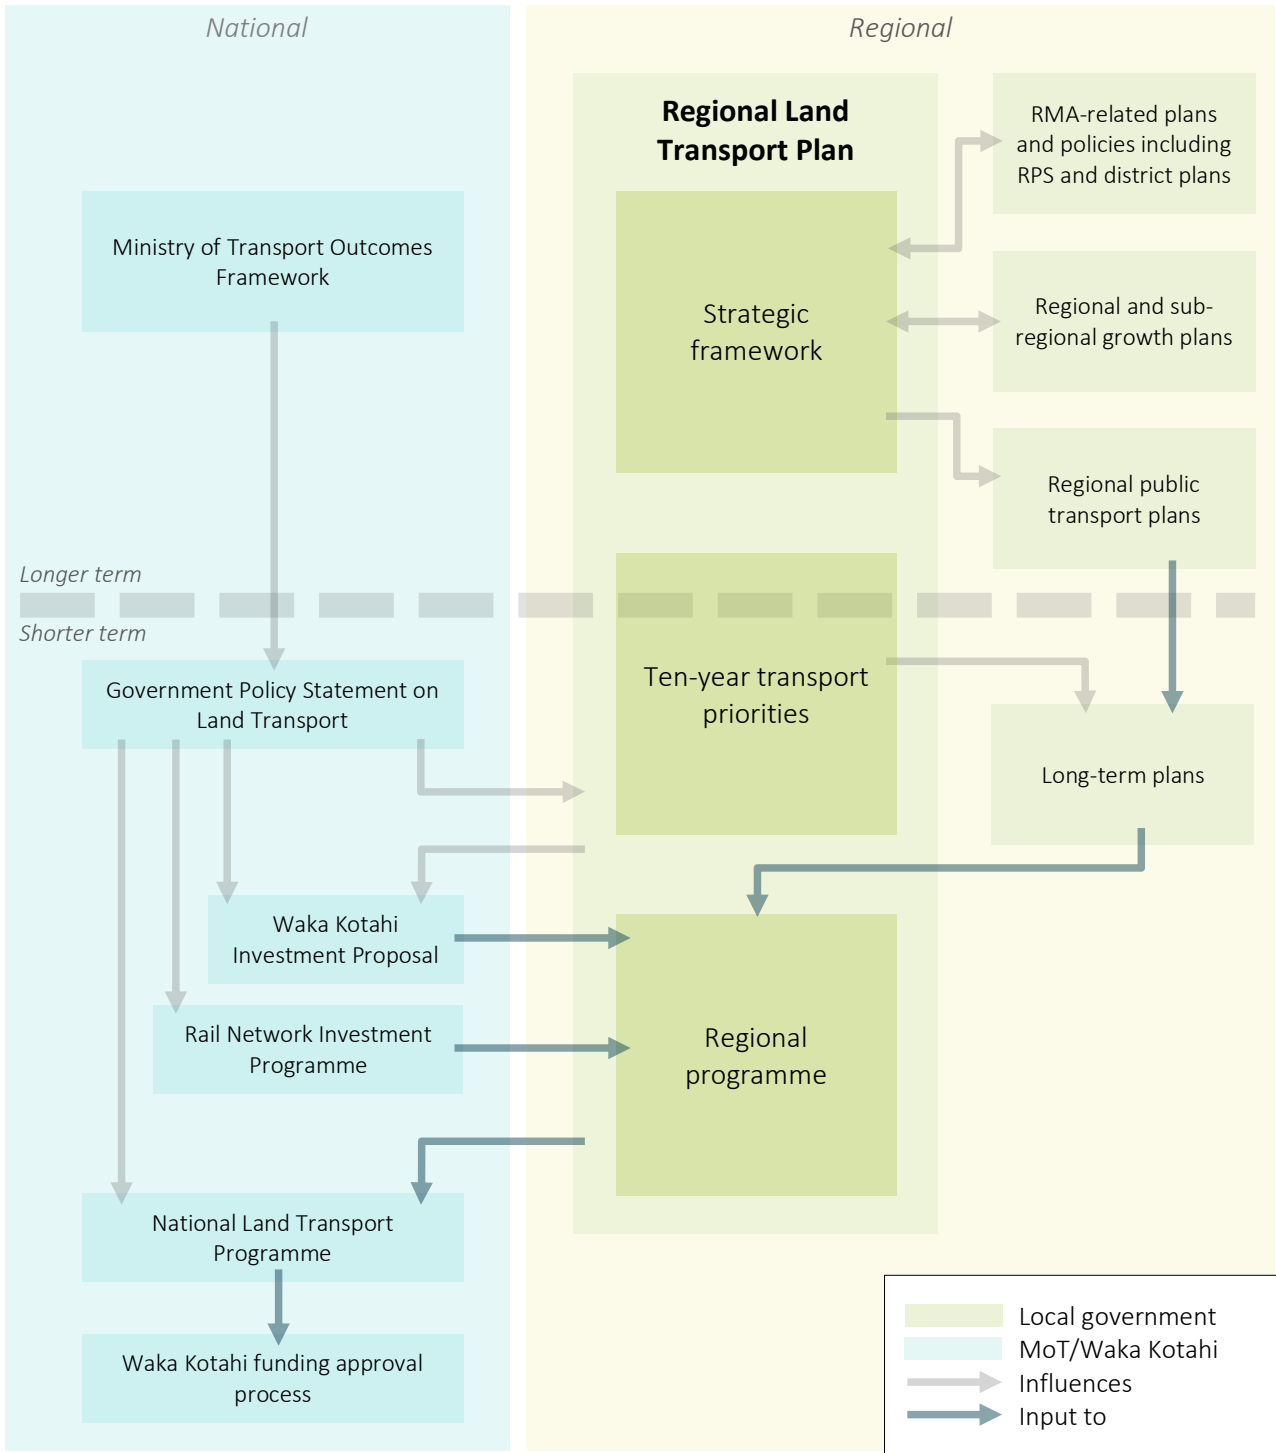 National
Regional
Regional Land
Transport Plan
RMA-related plans
and policies including
RPS and district plans
Ministry of Transport Outcomes
Framework
Strategic
framework
Regional and sub-
regional growth plans
Regional public
transport plans
Longer term
Shorter term
Government Policy Statement on
Land Transport
Ten-year transport
priorities
Long-term plans
Waka Kotahi
Investment Proposal
Rail Network Investment
Programme
Regional
programme
National Land Transport
Programme
Waka Kotahi funding approval
process
Local government
MoT/Waka Kotahi
Influences
Input to